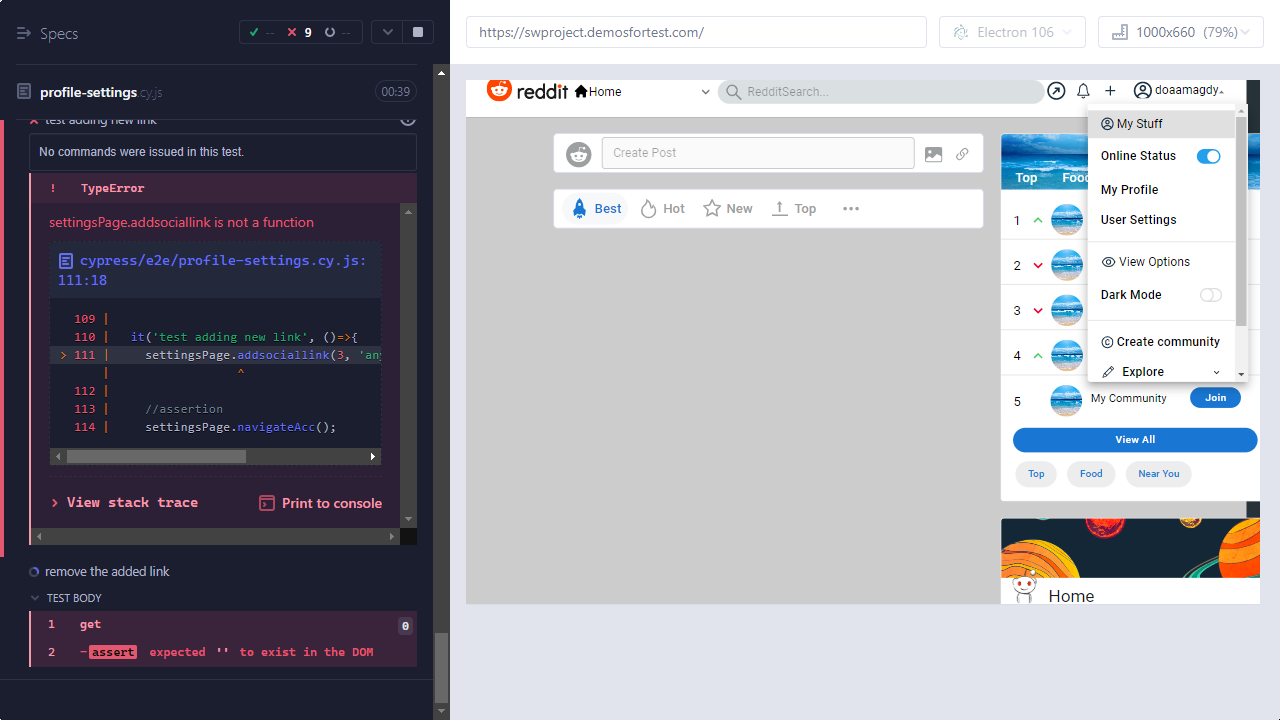 Specs
-- 9 --
profile-settings.cy.js
00:39
test adding new link
No commands were issued in this test.
! TypeError
settingsPage.addsociallink is not a function
cypress/e2e/profile-settings.cy.js:
111:18
109 |
110 | it('test adding new link', ()=>{
> 111 | settingsPage.addsociallink(3, 'any
| ^
112 |
113 | //assertion
114 | settingsPage.navigateAcc();
> View stack trace
Print to console
remove the added link
TEST BODY
1 get 0
2 -assert expected '' to exist in the DOM
https://swproject.demosfortest.com/
Electron 106
1000x660 (79%)
reddit
Home
RedditSearch...
doaamagdy
Create Post
Best
Hot
New
Top
My Stuff
Online Status
My Profile
User Settings
View Options
Dark Mode
Create community
Explore
Top Food
1
2
3
4
5 My Community Join
View All
Top
Food
Near You
Home